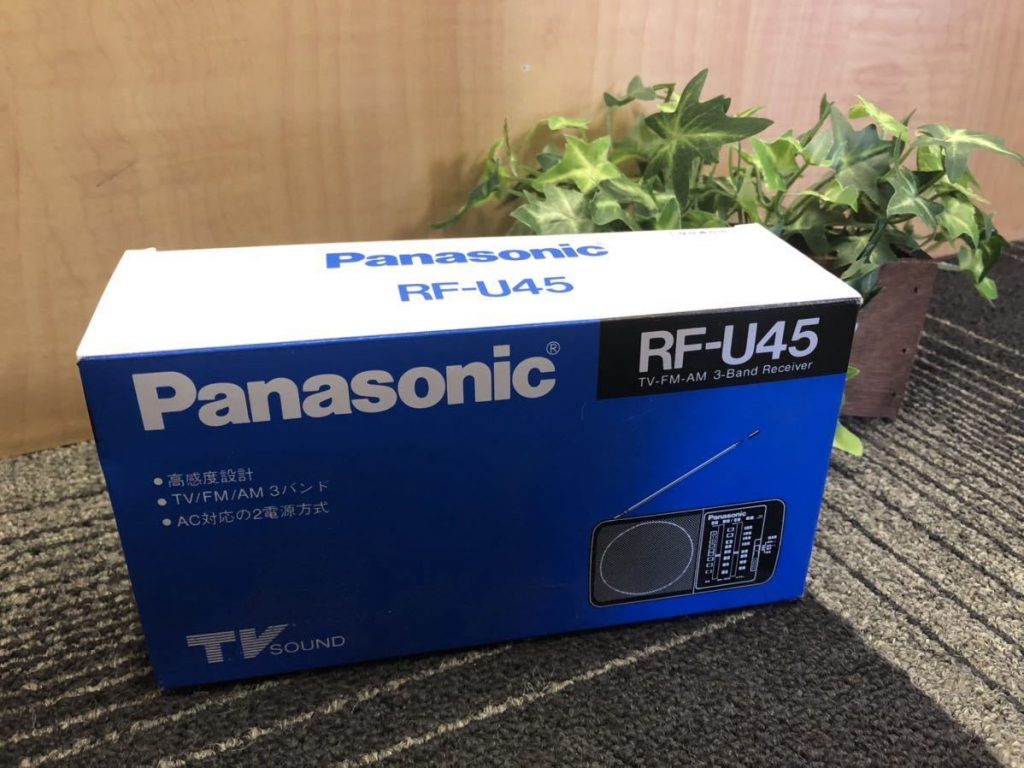 Panasonic
RF-U45
Panasonic®
RF-U45
TV-FM-AM 3-Band Receiver
• 高感度設計
• TV/FM/AM 3バンド
• AC対応の2電源方式
Panasonic
TV SOUND